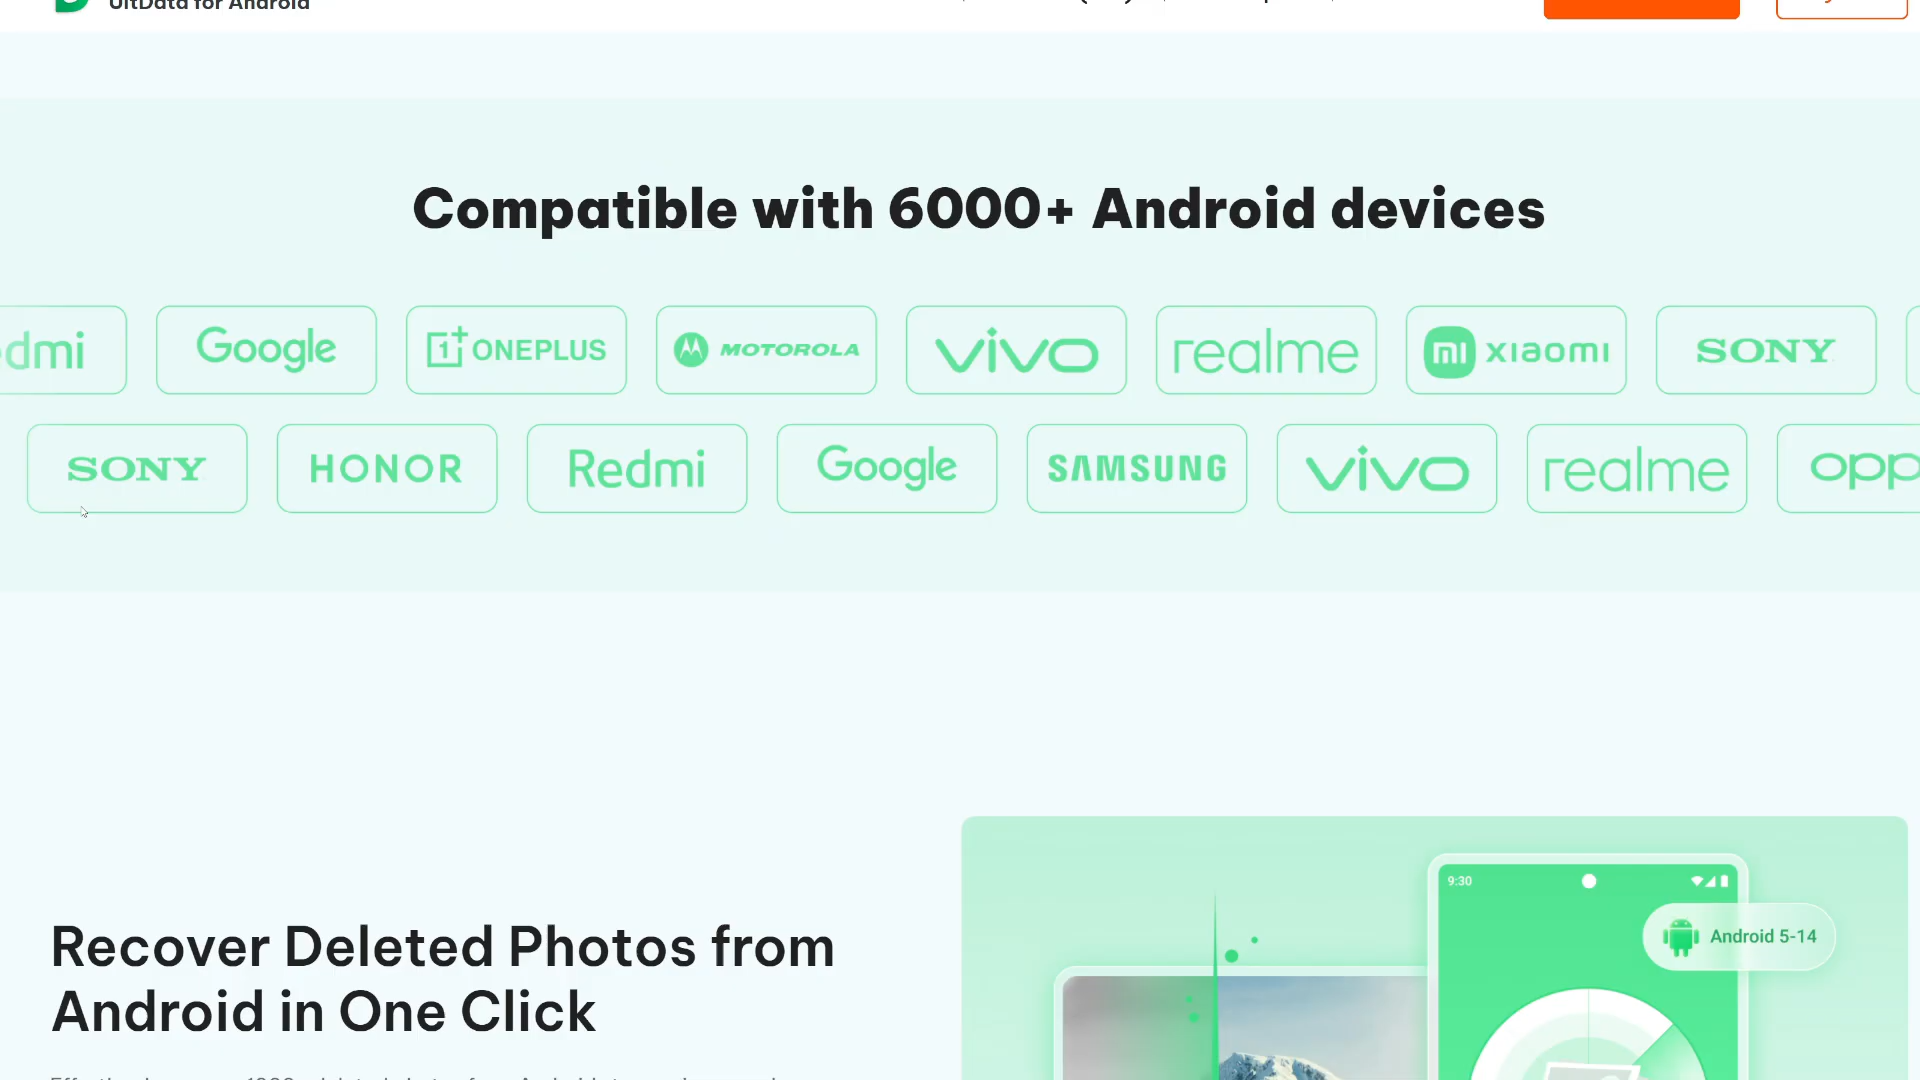 UltData for Android
Compatible with 6000+ Android devices
dmi Google ONEPLUS MOTOROLA vivo realme xiaomi SONY
SONY HONOR Redmi Google SAMSUNG vivo realme opp
9:30
Android 5-14
Recover Deleted Photos from
Android in One Click